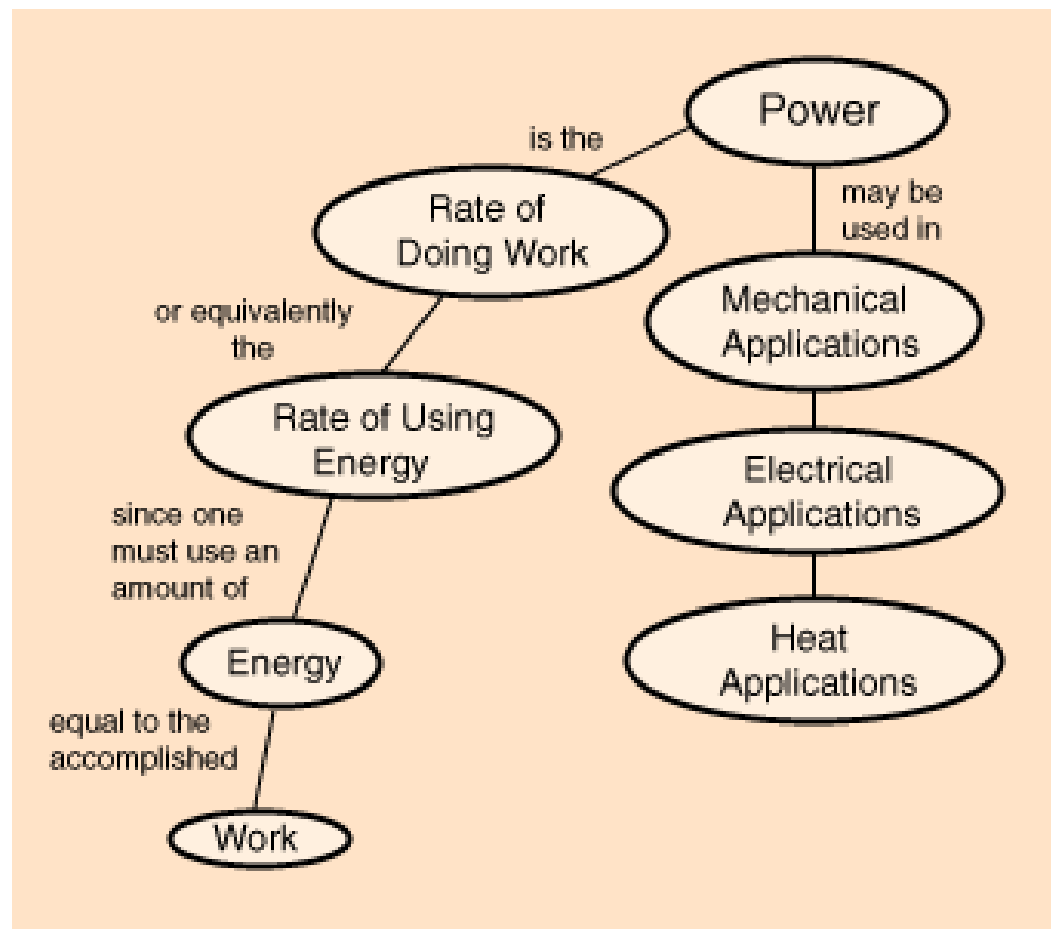 Power
is the
Rate of
Doing Work
or equivalently
the
Rate of Using
Energy
since one
must use an
amount of
Energy
equal to the
accomplished
Work
may be
used in
Mechanical
Applications
Electrical
Applications
Heat
Applications